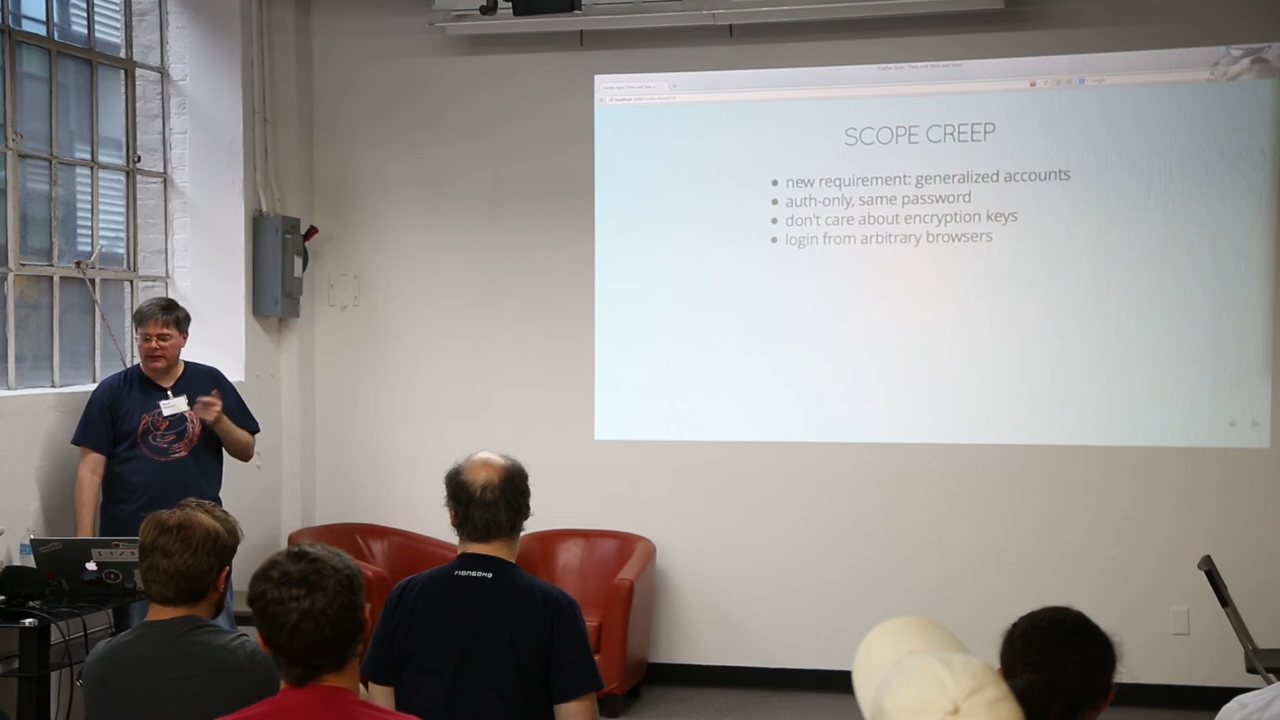 SCOPE CREEP
new requirement: generalized accounts
auth-only, same password
don't care about encryption keys
login from arbitrary browsers